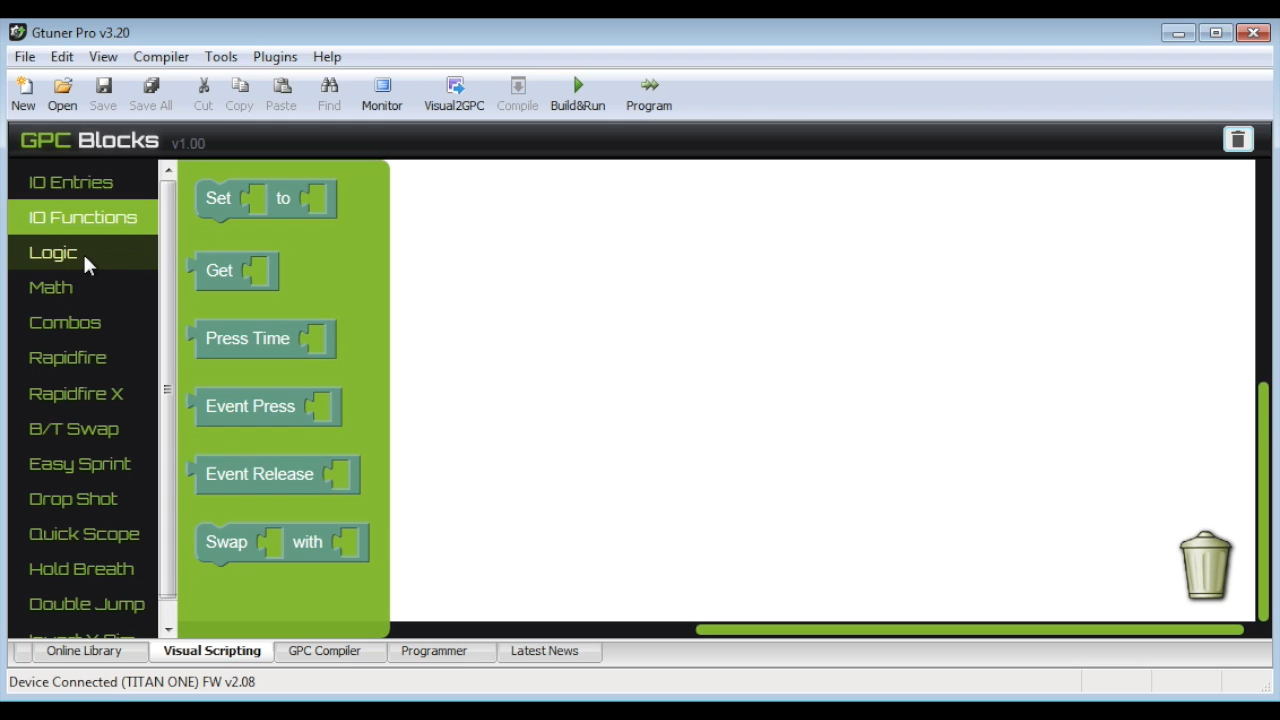 Gtuner Pro v3.20
File Edit View Compiler Tools Plugins Help
New Open Save Save All Cut Copy Paste Find Monitor Visual2GPC Compile Build&Run Program
GPC Blocks v1.00
IO Entries
IO Functions
Logic
Math
Combos
Rapidfire
Rapidfire X
B/T Swap
Easy Sprint
Drop Shot
Quick Scope
Hold Breath
Double Jump
Set to
Get
Press Time
Event Press
Event Release
Swap with
Online Library Visual Scripting GPC Compiler Programmer Latest News
Device Connected (TITAN ONE) FW v2.08